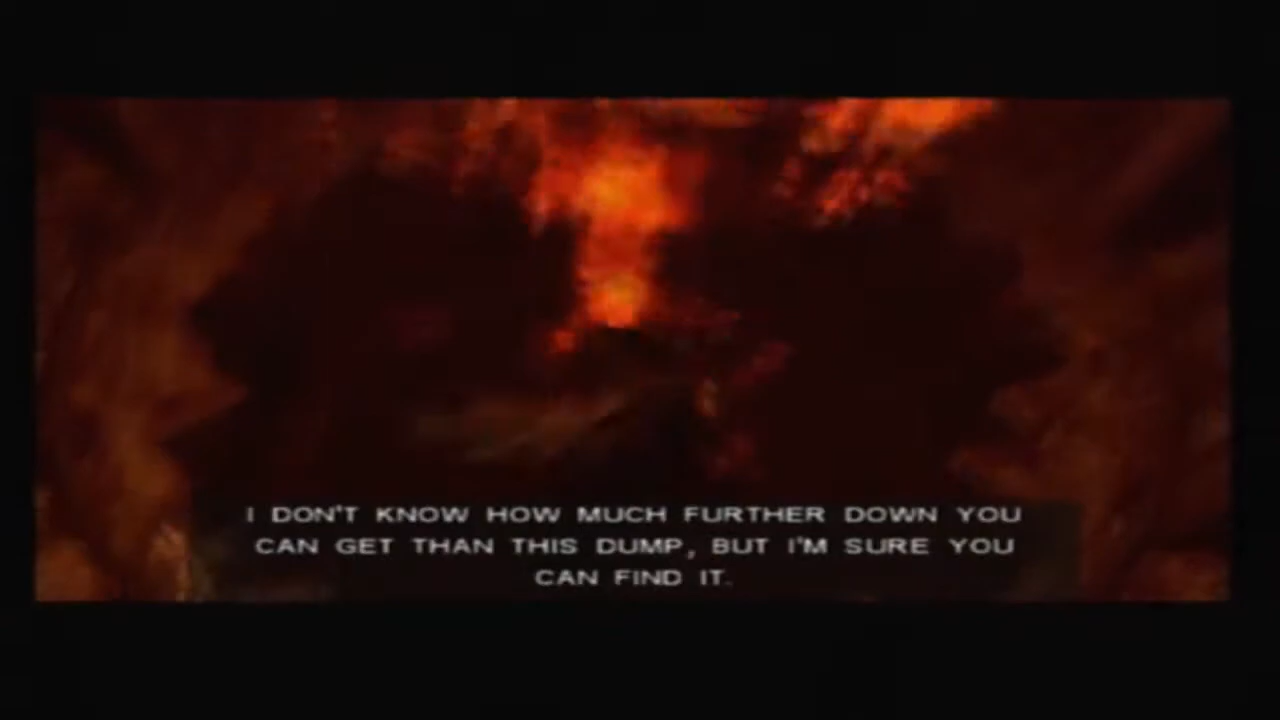 I DON'T KNOW HOW MUCH FURTHER DOWN YOU
CAN GET THAN THIS DUMP, BUT I'M SURE YOU
CAN FIND IT.